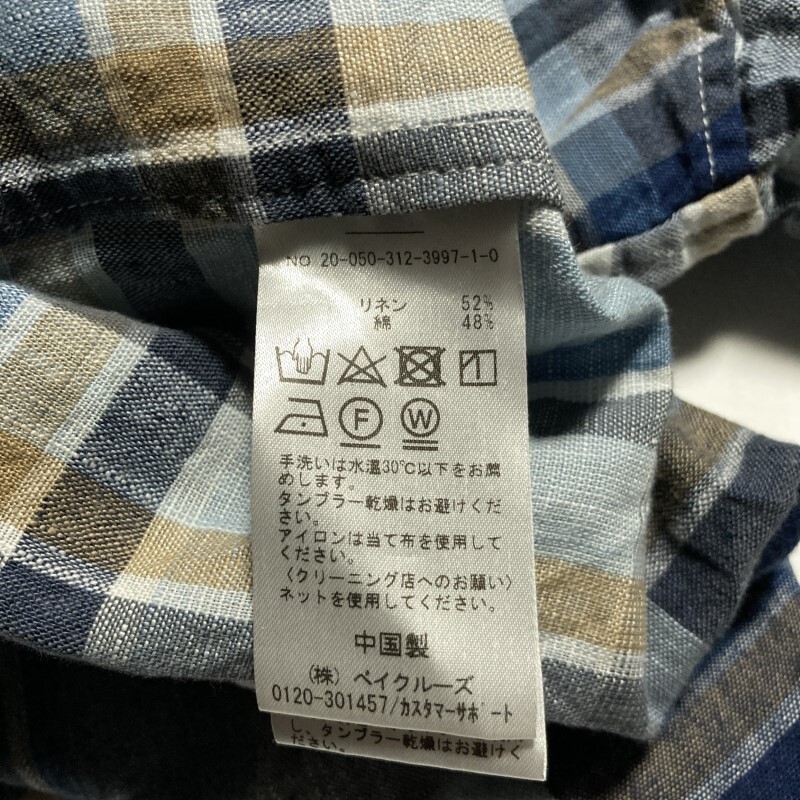 NO 20-050-312-3997-1-0
リネン 52%
綿 48%
F W
手洗いは水温30℃以下をお薦
めします。
タンブラー乾燥はお避けくだ
さい。
アイロンは当て布を使用して
ください。
〈クリーニング店へのお願い〉
ネットを使用してください。
中国製
(株) ベイクルーズ
0120-301457/カスタマーサポート
し、タンブラー乾燥はお避けく
ださい。